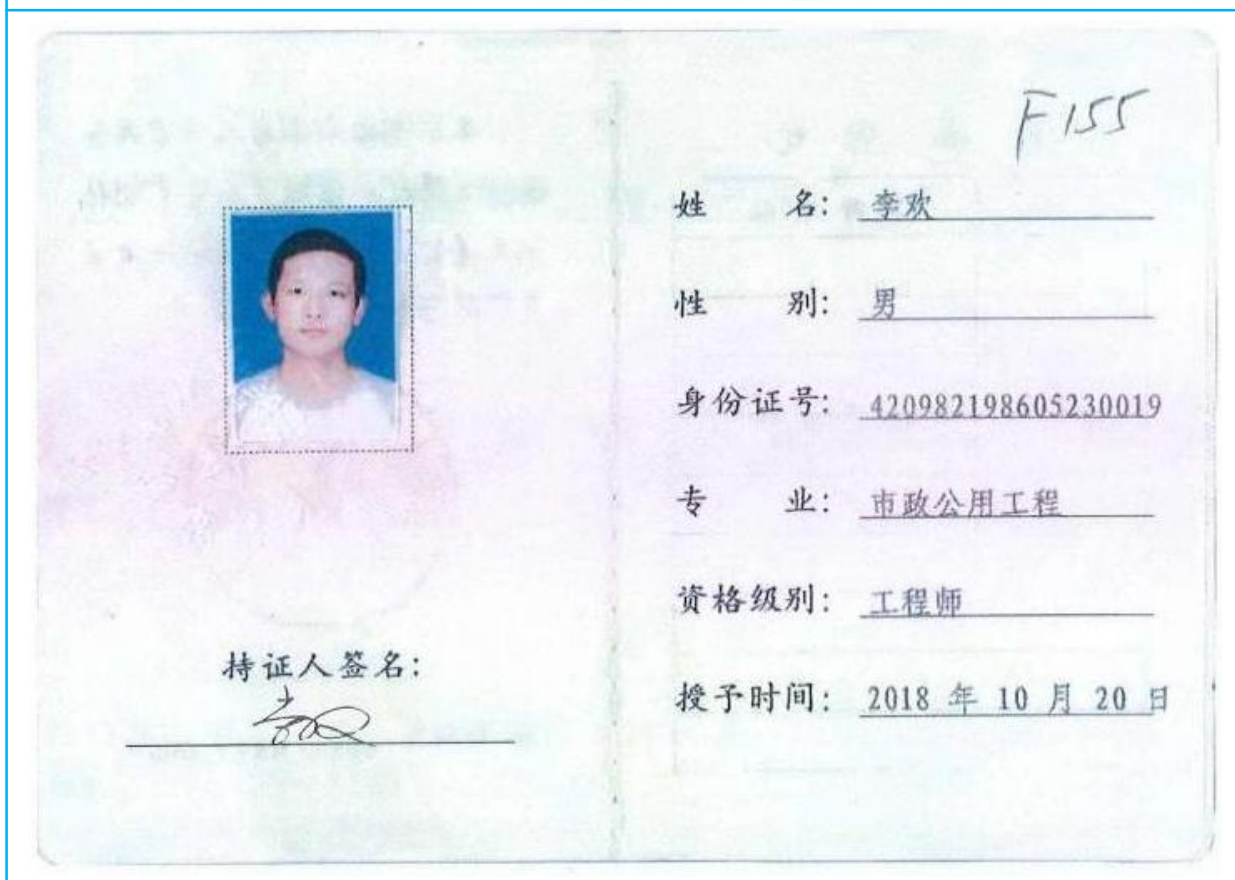 F155
姓 名: 李欢
性 别: 男
身份证号: 420982198605230019
专 业: 市政公用工程
资格级别: 工程师
授予时间: 2018 年 10 月 20 日
持证人签名: